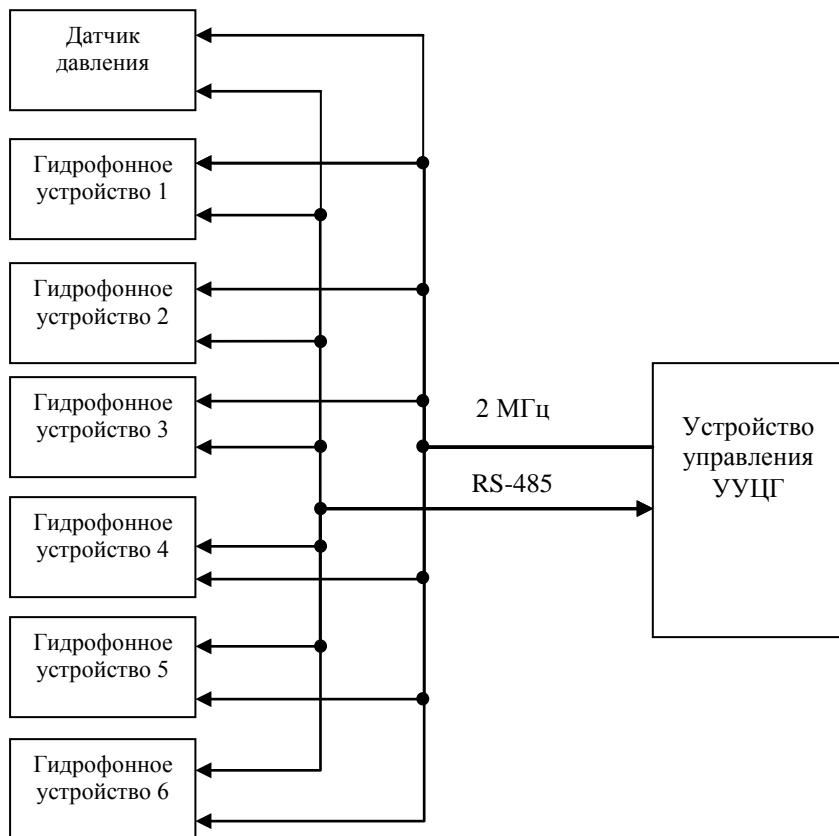 Датчик
давления
Гидрофонное
устройство 1
Гидрофонное
устройство 2
Гидрофонное
устройство 3
Гидрофонное
устройство 4
Гидрофонное
устройство 5
Гидрофонное
устройство 6
2 МГц
RS-485
Устройство
управления
УУЦГ